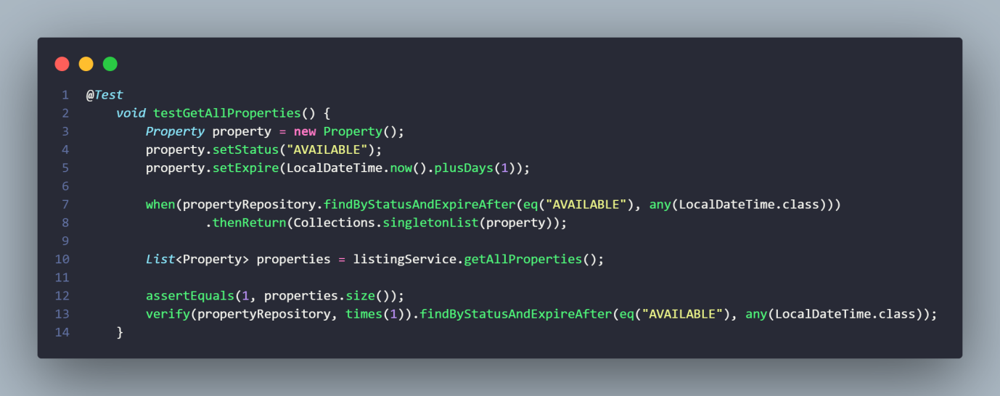 1 @Test
2 void testGetAllProperties() {
3 Property property = new Property();
4 property.setStatus("AVAILABLE");
5 property.setExpire(LocalDateTime.now().plusDays(1));
6
7 when(propertyRepository.findByStatusAndExpireAfter(eq("AVAILABLE"), any(LocalDateTime.class)))
8 .thenReturn(Collections.singletonList(property));
9
10 List<Property> properties = listingService.getAllProperties();
11
12 assertEquals(1, properties.size());
13 verify(propertyRepository, times(1)).findByStatusAndExpireAfter(eq("AVAILABLE"), any(LocalDateTime.class));
14 }